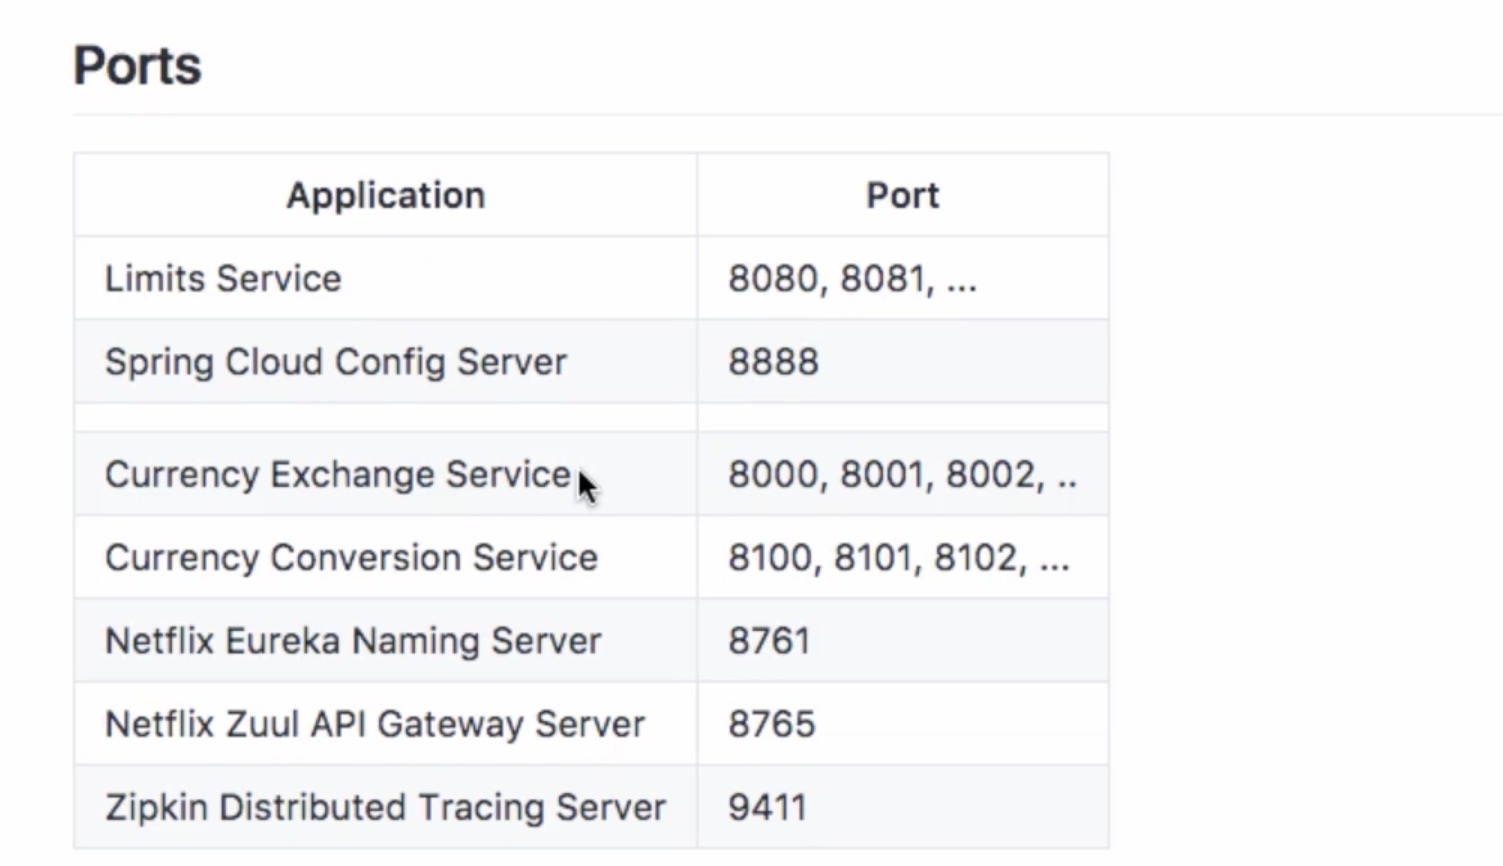 Ports
Application Port
Limits Service 8080, 8081, ...
Spring Cloud Config Server 8888
Currency Exchange Service 8000, 8001, 8002, ..
Currency Conversion Service 8100, 8101, 8102, ...
Netflix Eureka Naming Server 8761
Netflix Zuul API Gateway Server 8765
Zipkin Distributed Tracing Server 9411